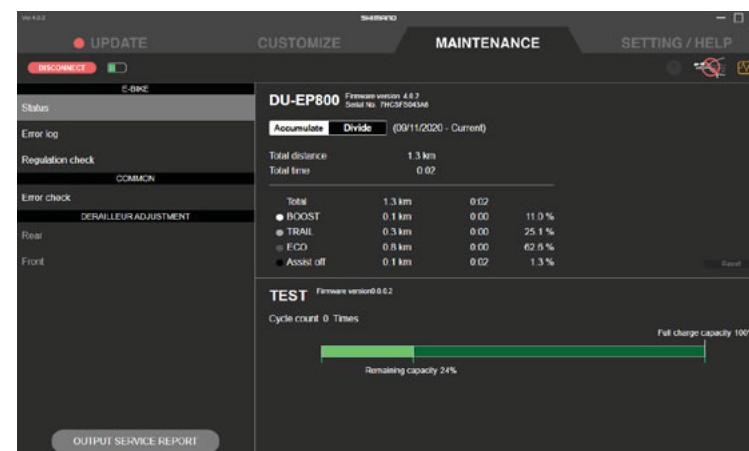 Ver.4.0.2
SHIMANO
UPDATE CUSTOMIZE MAINTENANCE SETTING / HELP
DISCONNECT
E-BIKE
Status
Error log
Regulation check
COMMON
Error check
DERAILLEUR ADJUSTMENT
Rear
Front
OUTPUT SERVICE REPORT
DU-EP800 Firmware version 4.0.2
Serial No. 7HCSFS043A6
Accumulate Divide (09/11/2020 - Current)
Total distance 1.3 km
Total time 0:02
Total 1.3 km 0:02
BOOST 0.1 km 0:00 11.0 %
TRAIL 0.3 km 0:00 25.1 %
ECO 0.8 km 0:00 62.6 %
Assist off 0.1 km 0:02 1.3 %
Reset
TEST Firmware version0.0.0.2
Cycle count 0 Times
Full charge capacity 100%
Remaining capacity 24%